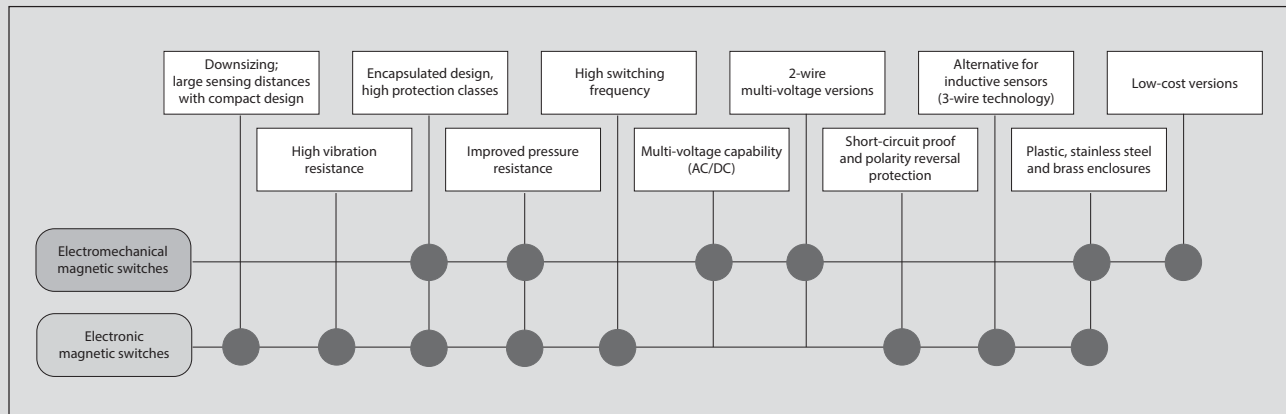 Downsizing;
large sensing distances
with compact design
Encapsulated design,
high protection classes
High switching
frequency
2-wire
multi-voltage versions
Alternative for
inductive sensors
(3-wire technology)
Low-cost versions
High vibration
resistance
Improved pressure
resistance
Multi-voltage capability
(AC/DC)
Short-circuit proof
and polarity reversal
protection
Plastic, stainless steel
and brass enclosures
Electromechanical
magnetic switches
Electronic
magnetic switches